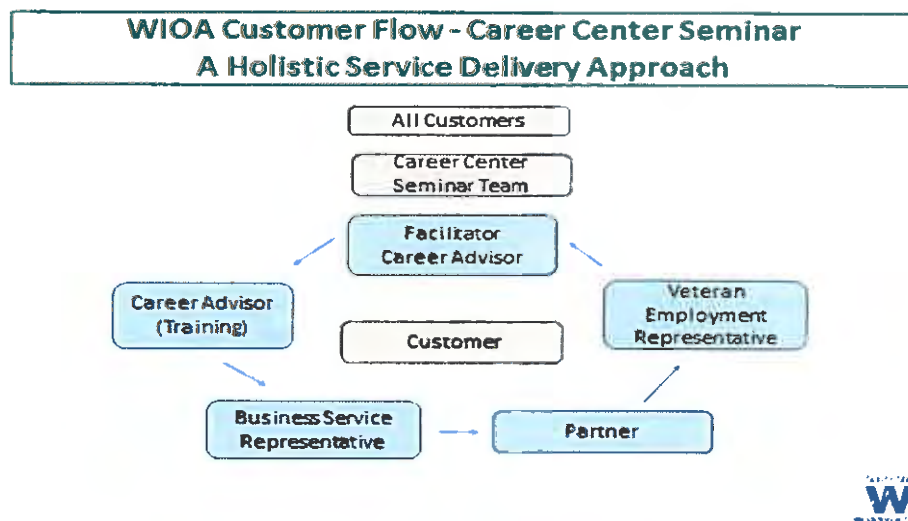 WIOA Customer Flow - Career Center Seminar
A Holistic Service Delivery Approach
All Customers
Career Center
Seminar Team
Facilitator
Career Advisor
Career Advisor
(Training)
Veteran
Employment
Representative
Customer
Business Service
Representative
Partner
W